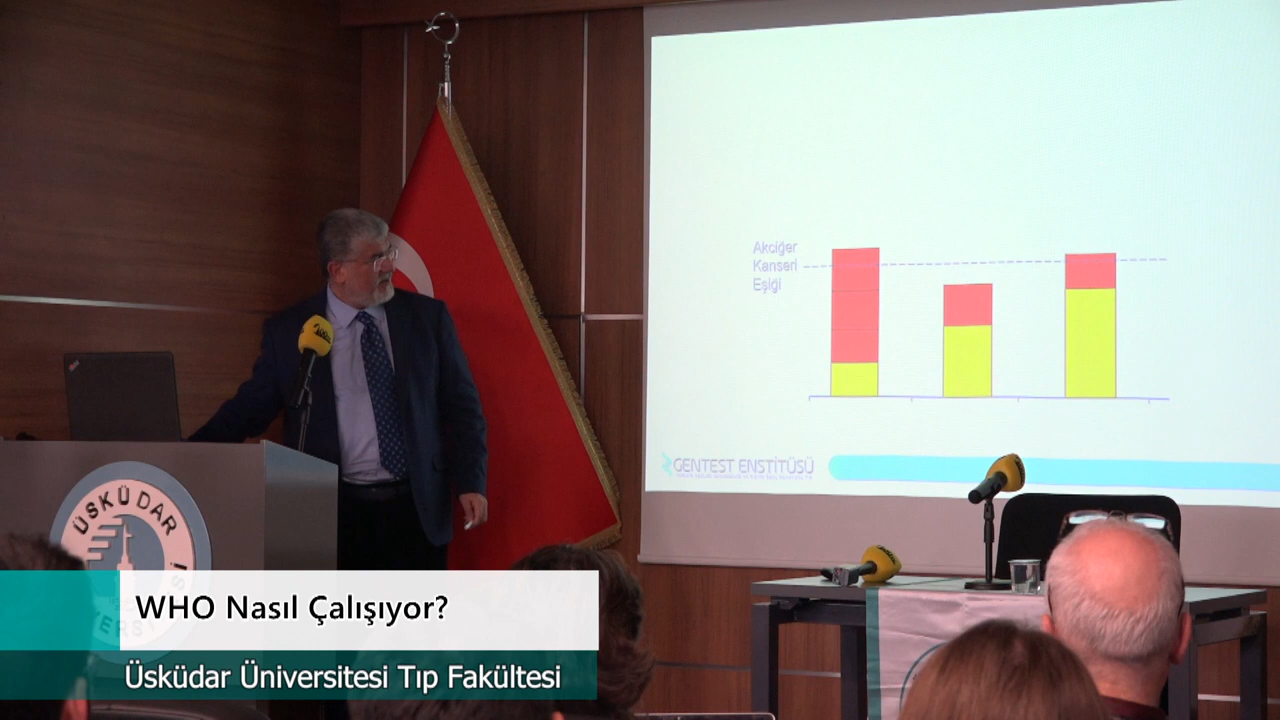 Akciğer
Kanseri
Eşiği
GENTEST ENSTİTÜSÜ
ÜSKÜDAR
WHO Nasıl Çalışıyor?
Üsküdar Üniversitesi Tıp Fakültesi